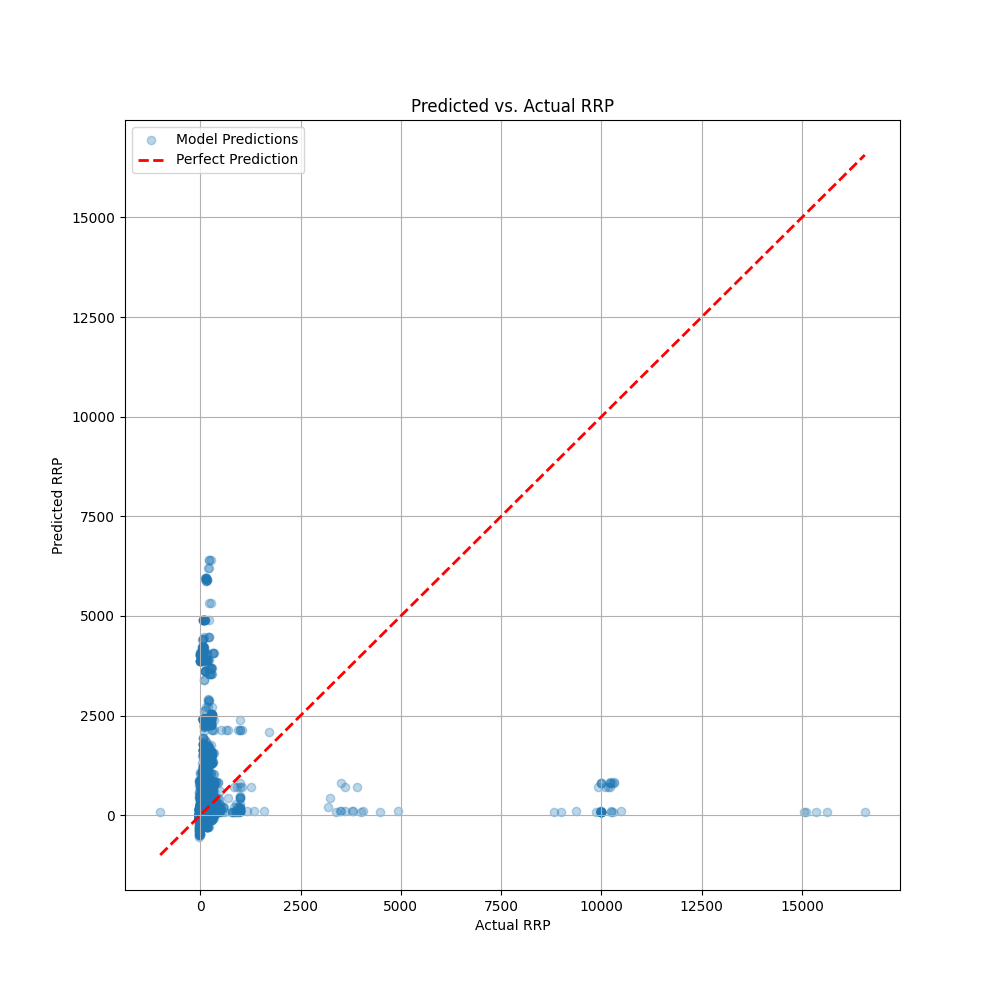 Predicted vs. Actual RRP
Model Predictions
Perfect Prediction
15000
12500
10000
7500
5000
2500
0
Predicted RRP
0 2500 5000 7500 10000 12500 15000
Actual RRP